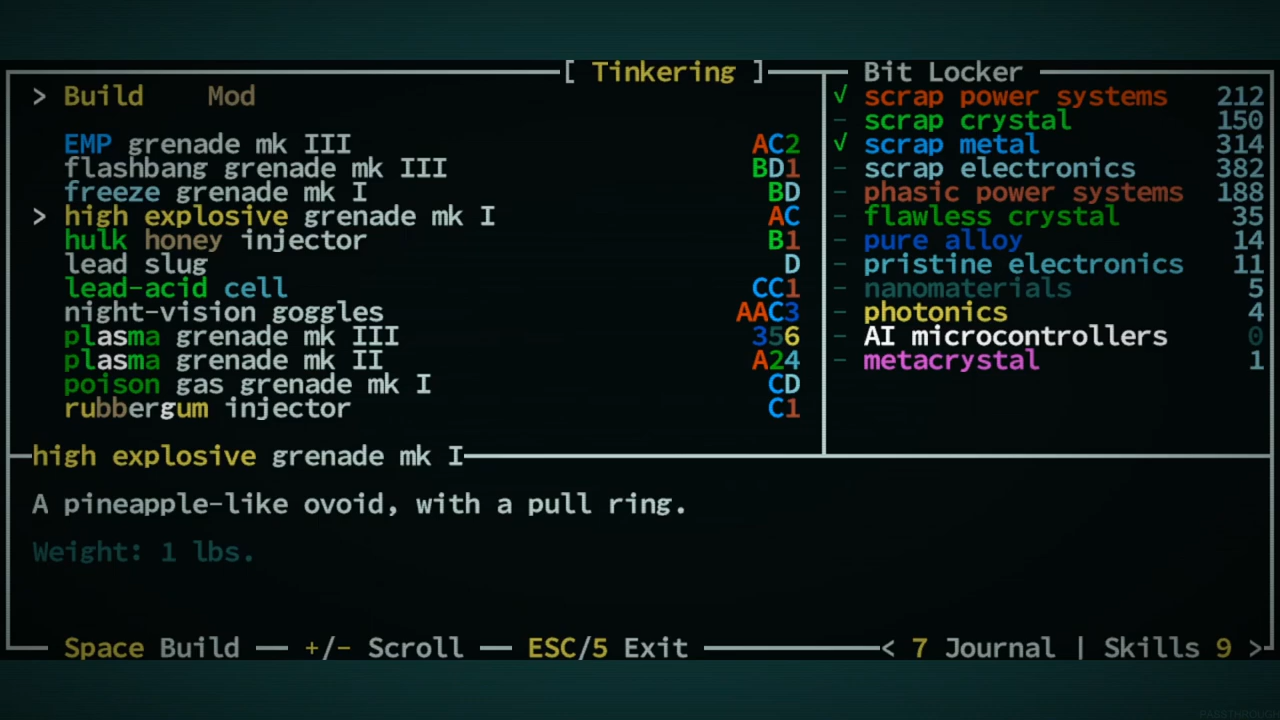 [ Tinkering ]
> Build Mod
EMP grenade mk III AC2
flashbang grenade mk III BD1
freeze grenade mk I BD
> high explosive grenade mk I AC
hulk honey injector B1
lead slug D
lead-acid cell CC1
night-vision goggles AAC3
plasma grenade mk III 356
plasma grenade mk II A24
poison gas grenade mk I CD
rubbergum injector C1
Bit Locker
√ scrap power systems 212
- scrap crystal 150
√ scrap metal 314
- scrap electronics 382
- phasic power systems 188
- flawless crystal 35
- pure alloy 14
- pristine electronics 11
- nanomaterials 5
- photonics 4
- AI microcontrollers 0
- metacrystal 1
high explosive grenade mk I
A pineapple-like ovoid, with a pull ring.
Weight: 1 lbs.
Space Build — +/- Scroll — ESC/5 Exit < 7 Journal | Skills 9 >